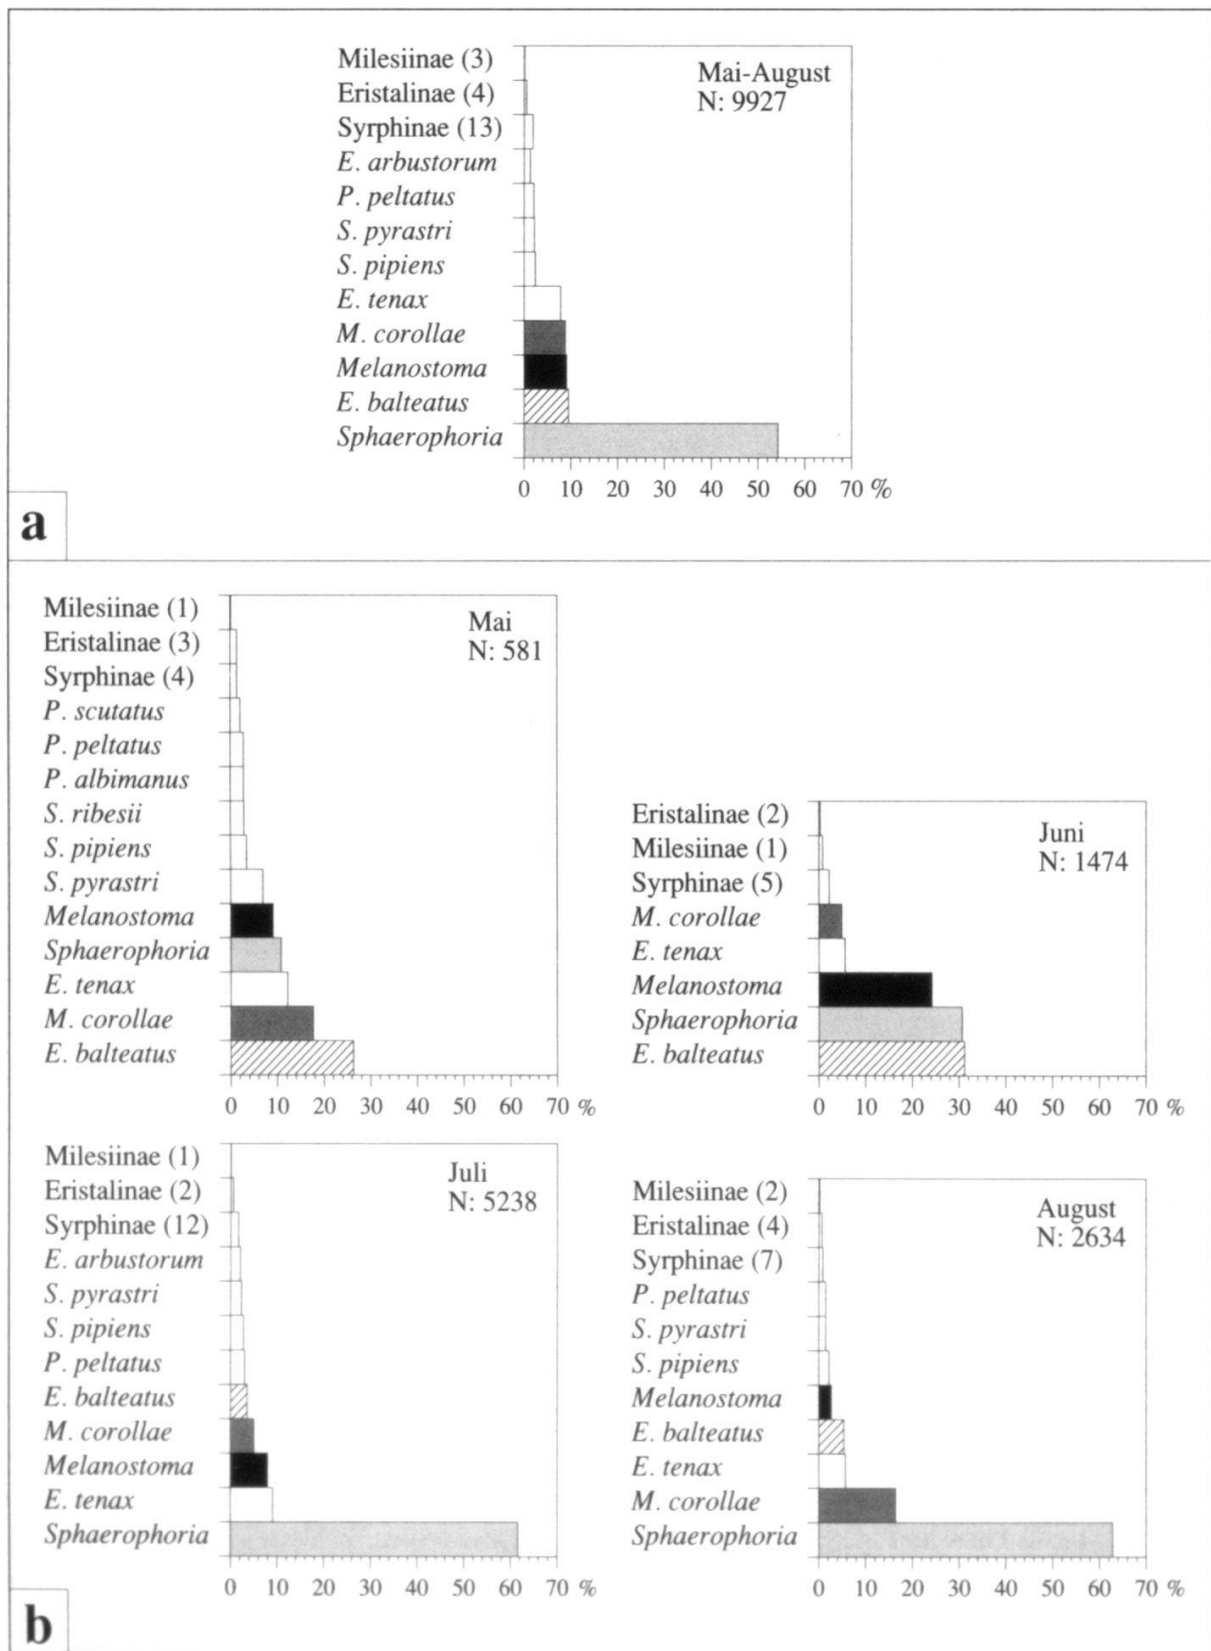 Milesiinae (3)
Eristalinae (4)
Syrphinae (13)
E. arbustorum
P. peltatus
S. pyrastri
S. pipiens
E. tenax
M. corollae
Melanostoma
E. balteatus
Sphaerophoria
Mai-August
N: 9927
0 10 20 30 40 50 60 70 %
a
Milesiinae (1)
Eristalinae (3)
Syrphinae (4)
P. scutatus
P. peltatus
P. albimanus
S. ribesii
S. pipiens
S. pyrastri
Melanostoma
Sphaerophoria
E. tenax
M. corollae
E. balteatus
Mai
N: 581
0 10 20 30 40 50 60 70 %
Eristalinae (2)
Milesiinae (1)
Syrphinae (5)
M. corollae
E. tenax
Melanostoma
Sphaerophoria
E. balteatus
Juni
N: 1474
0 10 20 30 40 50 60 70 %
Milesiinae (1)
Eristalinae (2)
Syrphinae (12)
E. arbustorum
S. pyrastri
S. pipiens
P. peltatus
E. balteatus
M. corollae
Melanostoma
E. tenax
Sphaerophoria
Juli
N: 5238
0 10 20 30 40 50 60 70 %
Milesiinae (2)
Eristalinae (4)
Syrphinae (7)
P. peltatus
S. pyrastri
S. pipiens
Melanostoma
E. balteatus
E. tenax
M. corollae
Sphaerophoria
August
N: 2634
0 10 20 30 40 50 60 70 %
b